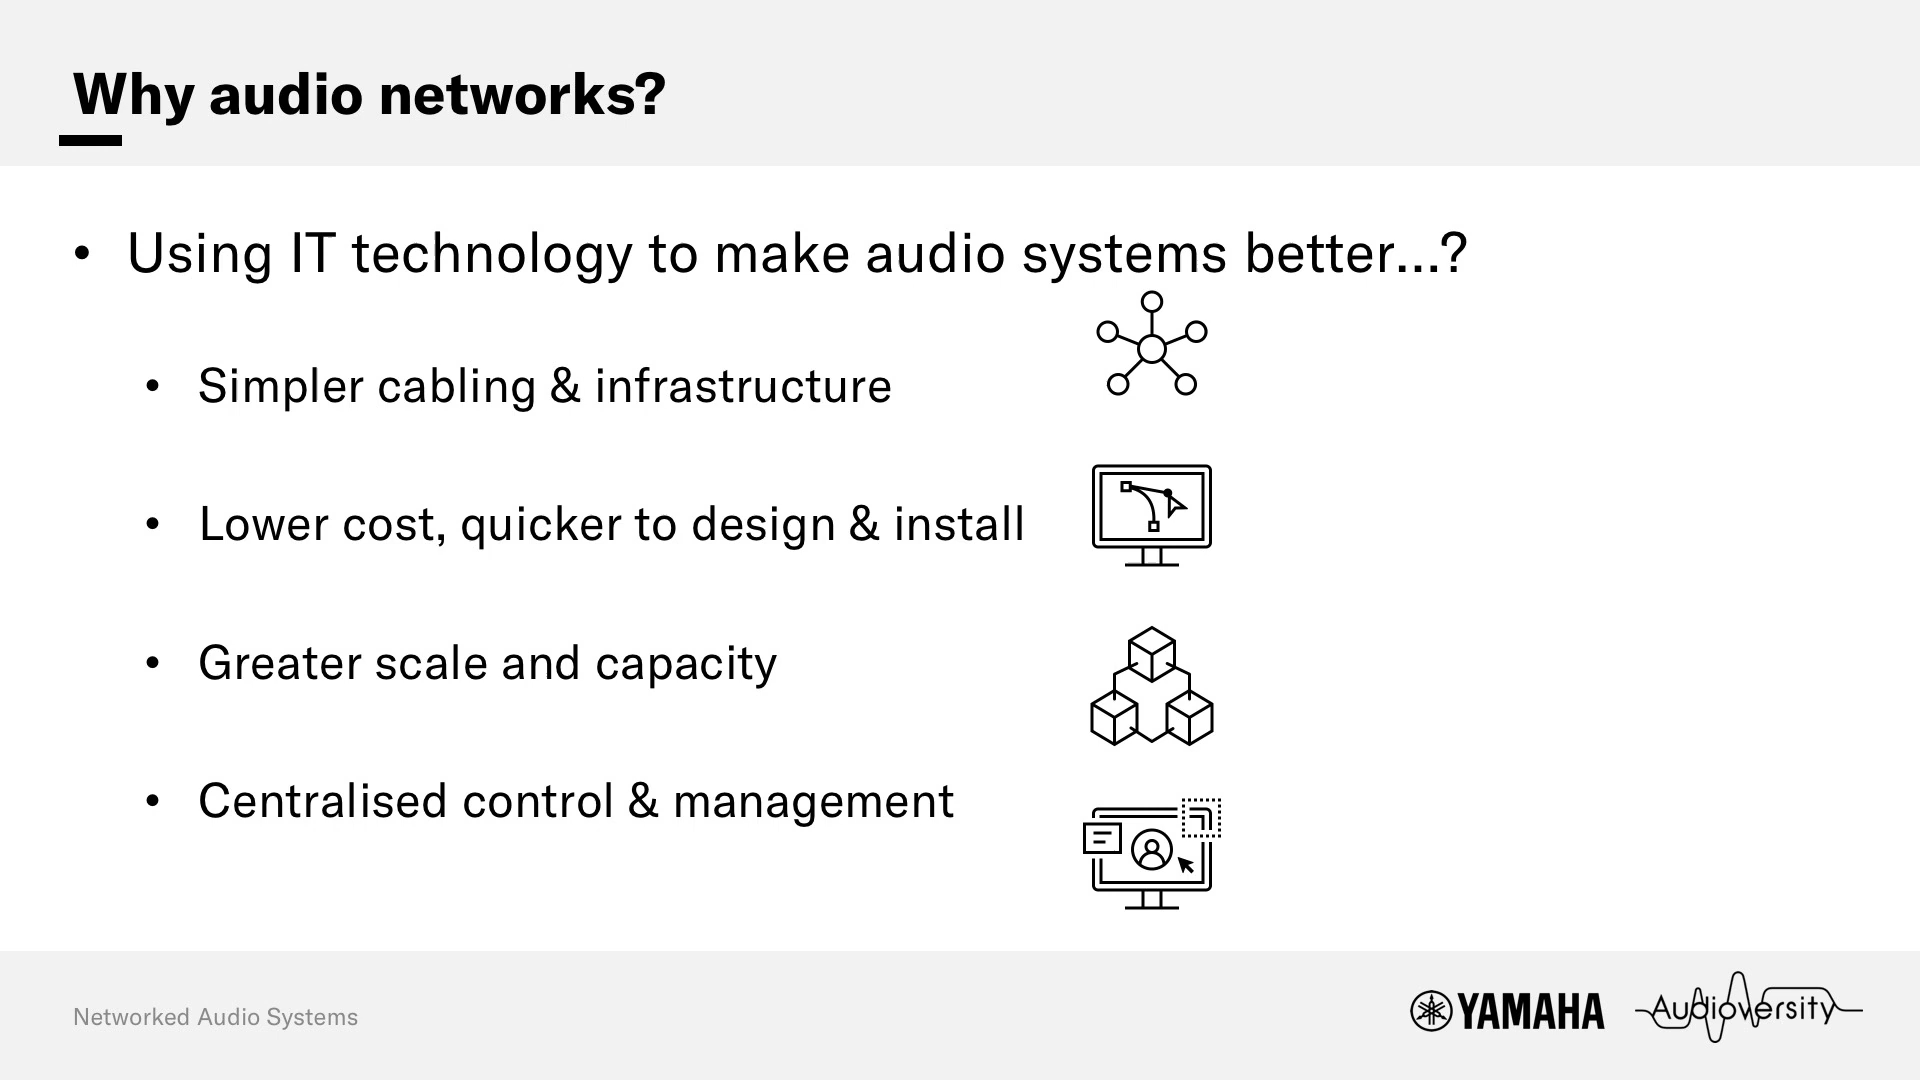 Why audio networks?
• Using IT technology to make audio systems better...?
• Simpler cabling & infrastructure
• Lower cost, quicker to design & install
• Greater scale and capacity
• Centralised control & management
Networked Audio Systems
YAMAHA
Audioversity